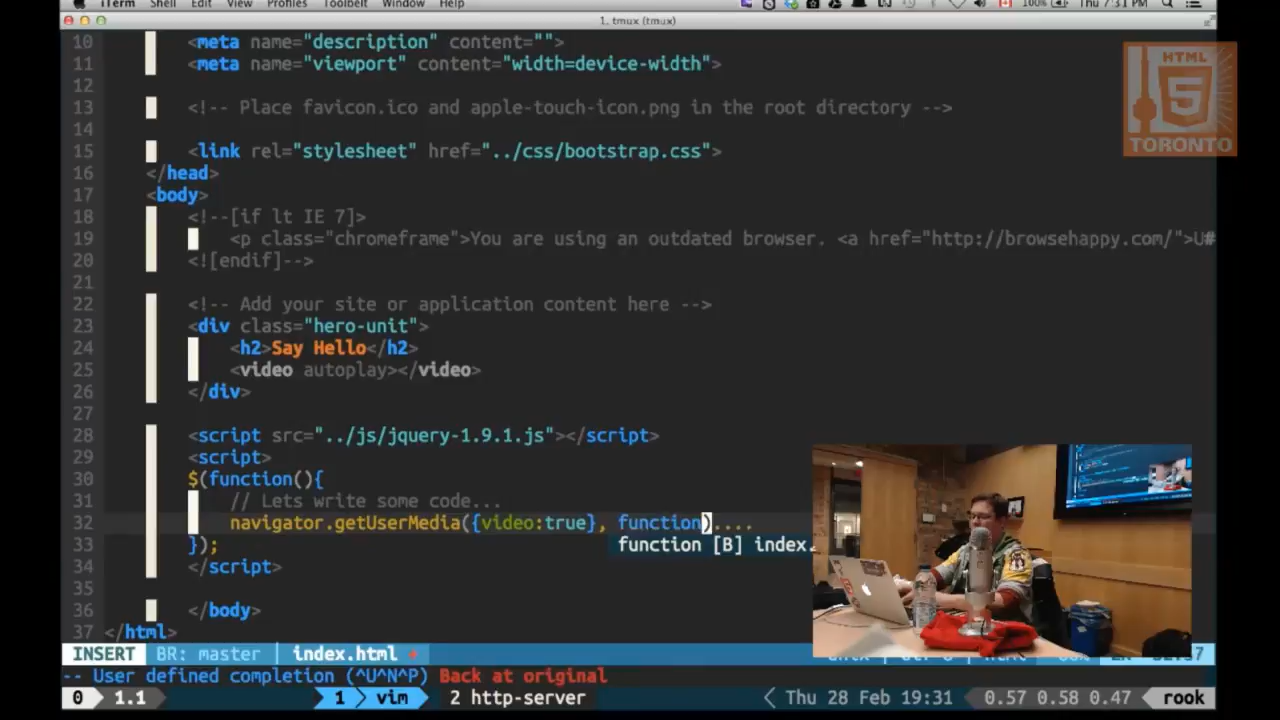 iTerm Shell Edit View Profiles Toolbelt Window Help 100% Thu 7:31 PM
1. tmux (tmux)
HTML
5
TORONTO
10 <meta name="description" content="">
11 <meta name="viewport" content="width=device-width">
12
13 <!-- Place favicon.ico and apple-touch-icon.png in the root directory -->
14
15 <link rel="stylesheet" href="../css/bootstrap.css">
16 </head>
17 <body>
18 <!--[if lt IE 7]>
19 <p class="chromeframe">You are using an outdated browser. <a href="http://browsehappy.com/">U#
20 <![endif]-->
21
22 <!-- Add your site or application content here -->
23 <div class="hero-unit">
24 <h2>Say Hello</h2>
25 <video autoplay></video>
26 </div>
27
28 <script src="../js/jquery-1.9.1.js"></script>
29 <script>
30 $(function(){
31 // Lets write some code...
32 navigator.getUserMedia({video:true}, function)....
function [B] index.
33 });
34 </script>
35
36 </body>
37 </html>
INSERT BR: master index.html +
-- User defined completion (^U^N^P) Back at original
0 1.1 1 vim 2 http-server Thu 28 Feb 19:31 0.57 0.58 0.47 rook